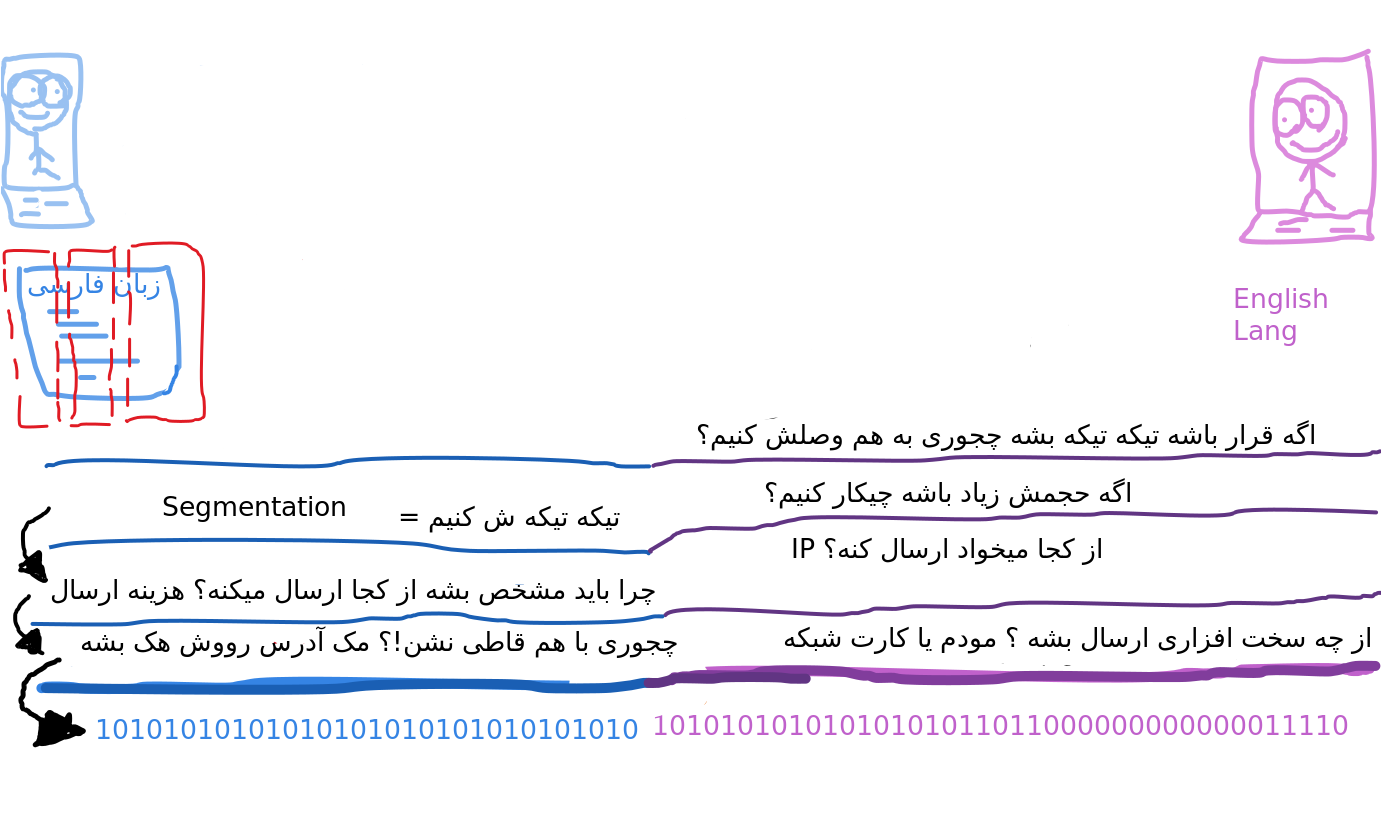 زبان فارسی
English
Lang
اگه قرار باشه تیکه تیکه بشه چجوری به هم وصلش کنیم؟
اگه حجمش زیاد باشه چیکار کنیم؟
Segmentation
تیکه تیکه ش کنیم =
از کجا میخواد ارسال کنه؟ IP
چرا باید مشخص بشه از کجا ارسال میکنه؟ هزینه ارسال
از چه سخت افزاری ارسال بشه ؟ مودم یا کارت شبکه
چجوری با هم قاطی نشن!؟ مک آدرس رووش هک بشه
10101010101010101010101010101010
10101010101010101011011000000000000011110